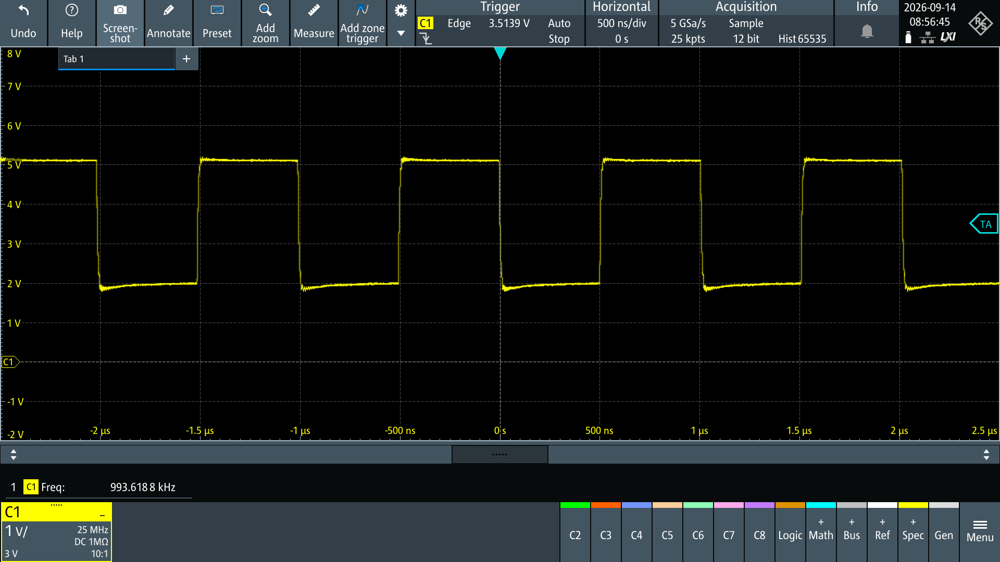 Undo
Help
Screen-
shot
Annotate
Preset
Add
zoom
Measure
Add zone
trigger
Trigger
C1 Edge 3.5139 V Auto
Stop
Horizontal
500 ns/div
0 s
Acquisition
5 GSa/s Sample
25 kpts 12 bit Hist 65535
Info
2026-09-14
08:56:45
LXI
R&S
Tab 1 +
8 V
7 V
6 V
5 V
4 V
3 V
2 V
1 V
C1
-1 V
-2 V
TA
-2 µs -1.5 µs -1 µs -500 ns 0 s 500 ns 1 µs 1.5 µs 2 µs 2.5 µs
1 C1 Freq: 993.618 8 kHz
C1
1 V/ 25 MHz
DC 1MΩ
3 V 10:1
C2
C3
C4
C5
C6
C7
C8
Logic
+ Math
+ Bus
+ Ref
+ Spec
Gen
Menu